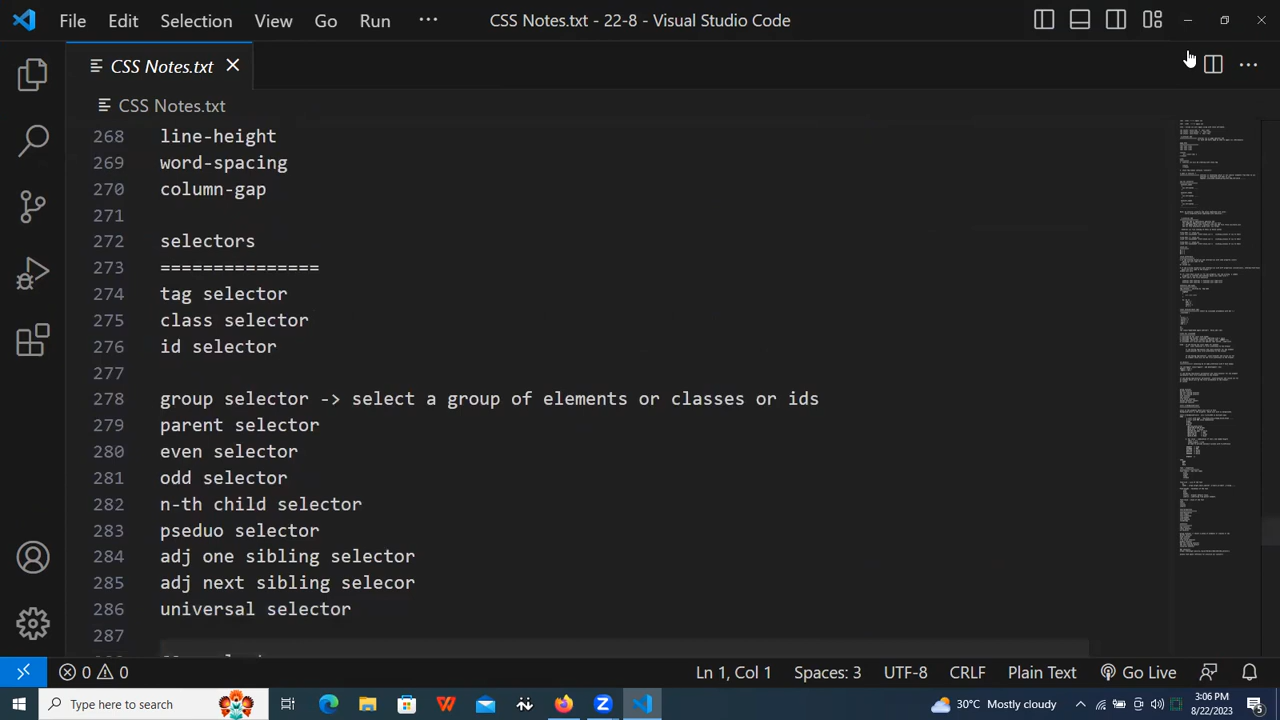 File Edit Selection View Go Run ··· CSS Notes.txt - 22-8 - Visual Studio Code
CSS Notes.txt
CSS Notes.txt
268 line-height
269 word-spacing
270 column-gap
271
272 selectors
273 ===============
274 tag selector
275 class selector
276 id selector
277
278 group selector -> select a group of elements or classes or ids
279 parent selector
280 even selector
281 odd selector
282 n-th child selector
283 pseduo selector
284 adj one sibling selector
285 adj next sibling selecor
286 universal selector
287
0 0 Ln 1, Col 1 Spaces: 3 UTF-8 CRLF Plain Text Go Live
Type here to search 30°C Mostly cloudy 3:06 PM
8/22/2023 5